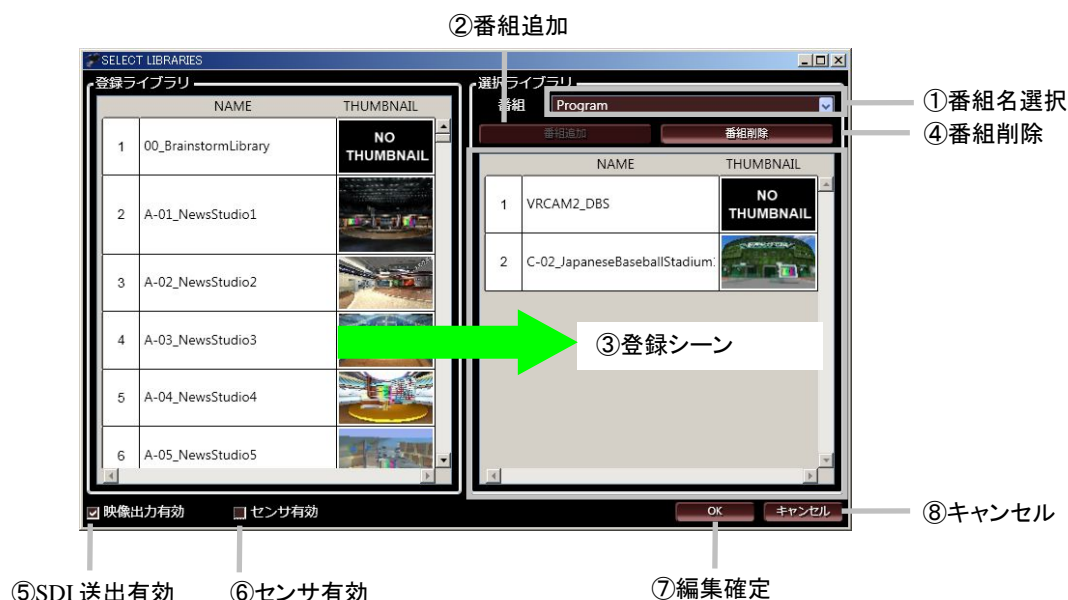 ②番組追加
SELECT LIBRARIES
登録ライブラリ
NAME THUMBNAIL
1 00_BrainstormLibrary NO THUMBNAIL
2 A-01_NewsStudio1
3 A-02_NewsStudio2
4 A-03_NewsStudio3
5 A-04_NewsStudio4
6 A-05_NewsStudio5
選択ライブラリ
番組 Program
番組追加 番組削除
NAME THUMBNAIL
1 VRCAM2_DBS NO THUMBNAIL
2 C-02_JapaneseBaseballStadium
③登録シーン
①番組名選択
④番組削除
映像出力有効 センサ有効
OK キャンセル
⑧キャンセル
⑤SDI 送出有効 ⑥センサ有効 ⑦編集確定